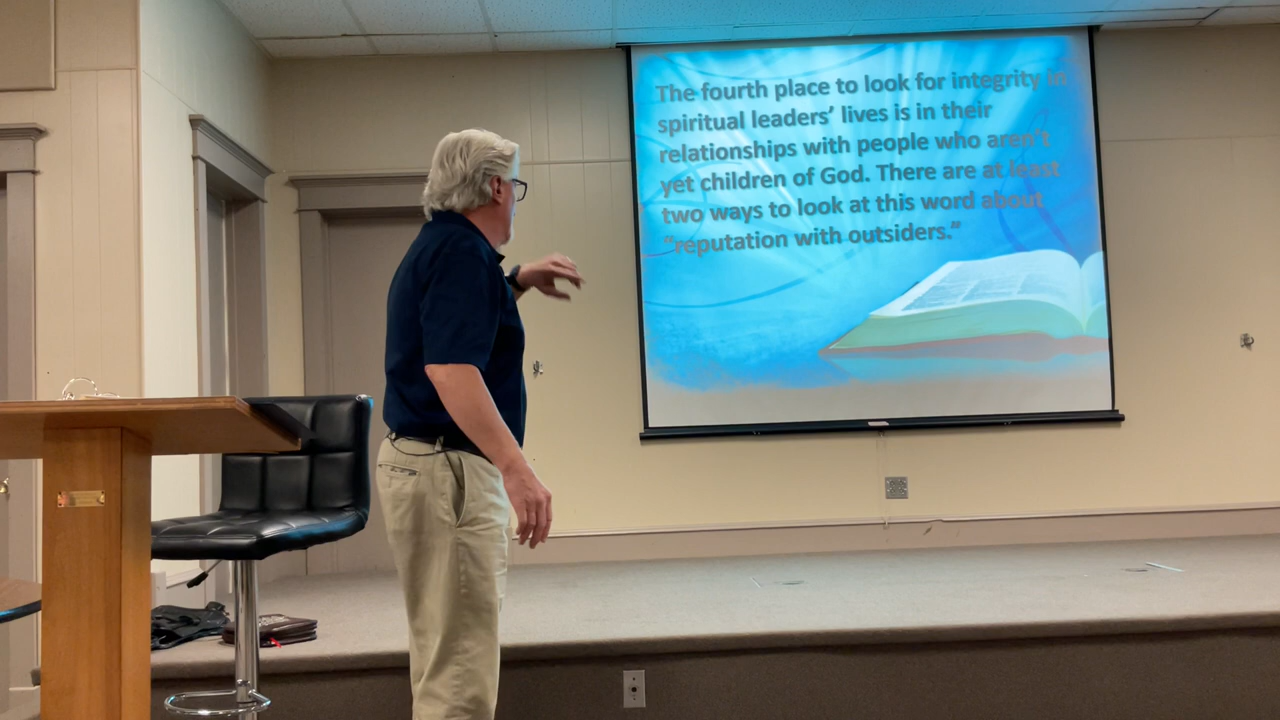 The fourth place to look for integrity in
spiritual leaders’ lives is in their
relationships with people who aren’t
yet children of God. There are at least
two ways to look at this word about
“reputation with outsiders.”